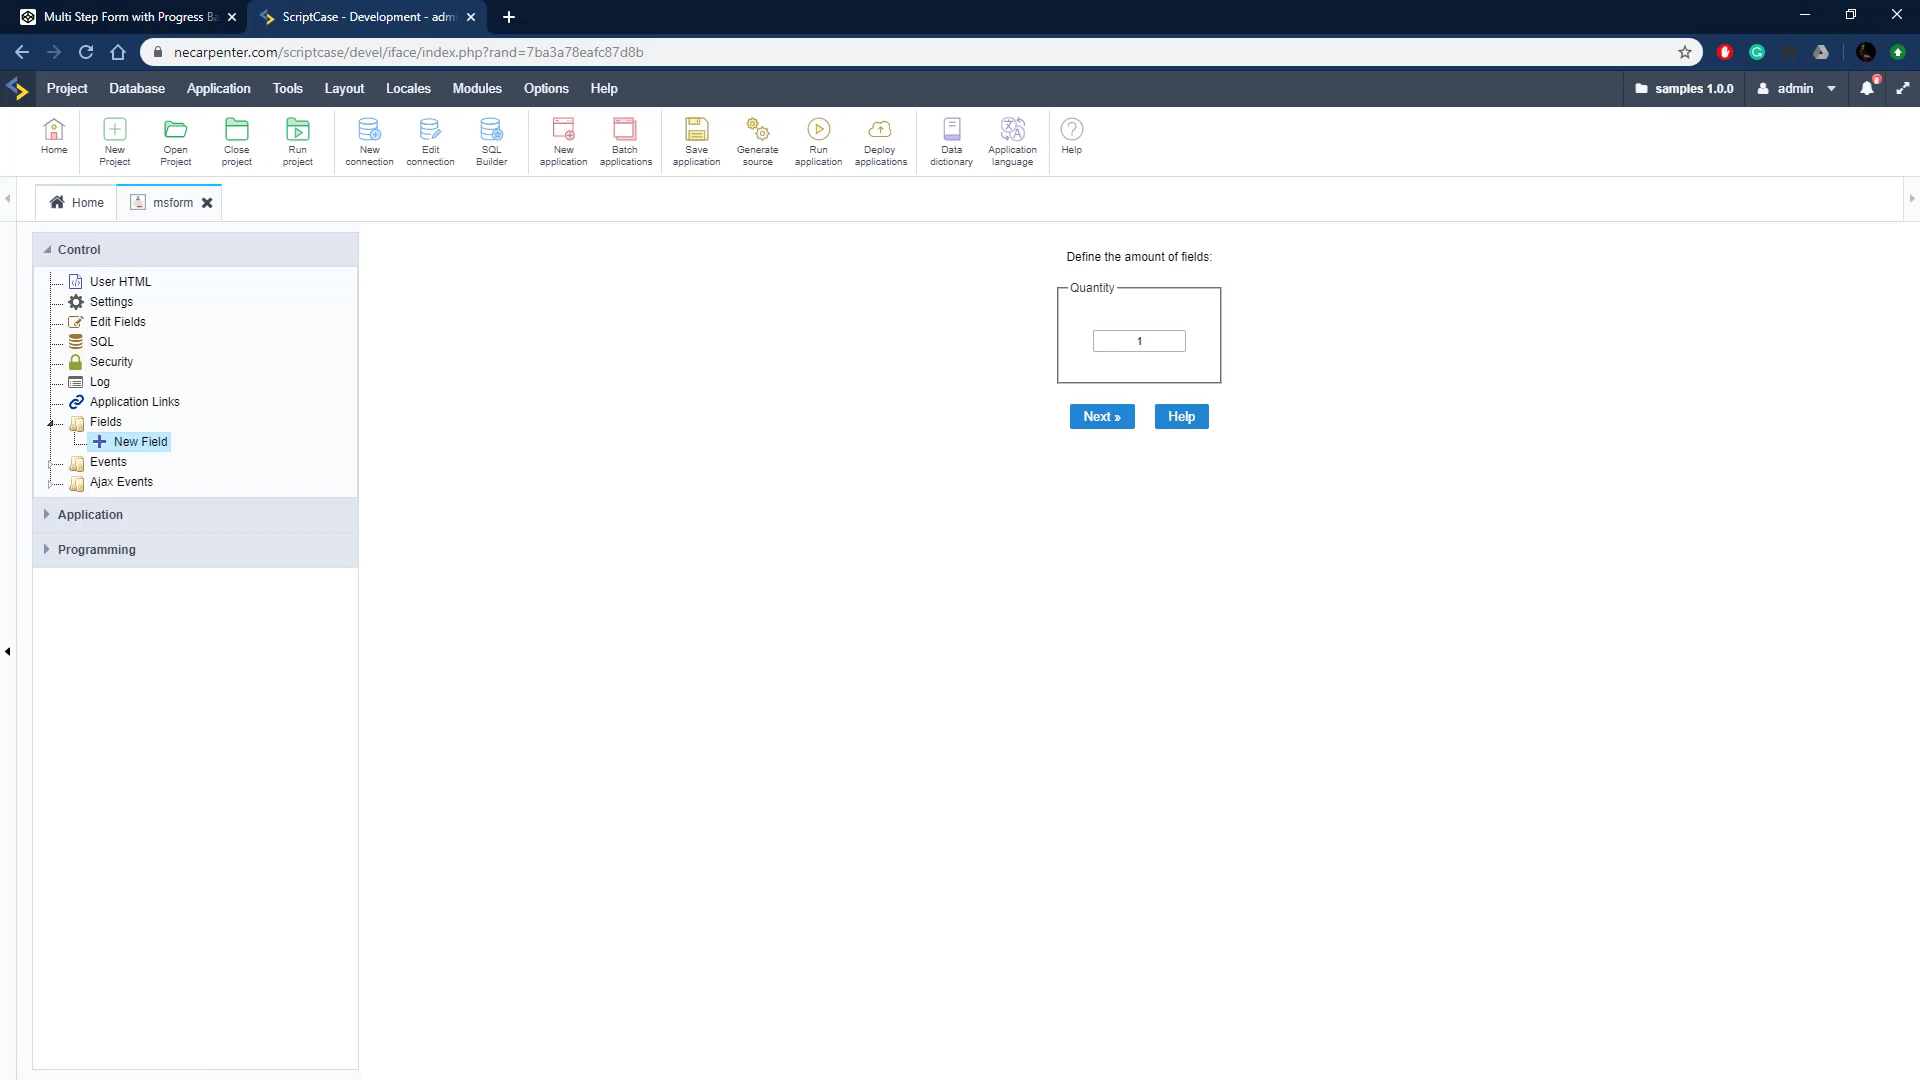 Multi Step Form with Progress Ba
ScriptCase - Development - adm
necarpenter.com/scriptcase/devel/iface/index.php?rand=7ba3a78eafc87d8b
Project Database Application Tools Layout Locales Modules Options Help
samples 1.0.0 admin
Home
New Project
Open Project
Close project
Run project
New connection
Edit connection
SQL Builder
New application
Batch applications
Save application
Generate source
Run application
Deploy applications
Data dictionary
Application language
Help
Home msform
Control
User HTML
Settings
Edit Fields
SQL
Security
Log
Application Links
Fields
New Field
Events
Ajax Events
Application
Programming
Define the amount of fields:
Quantity
1
Next » Help